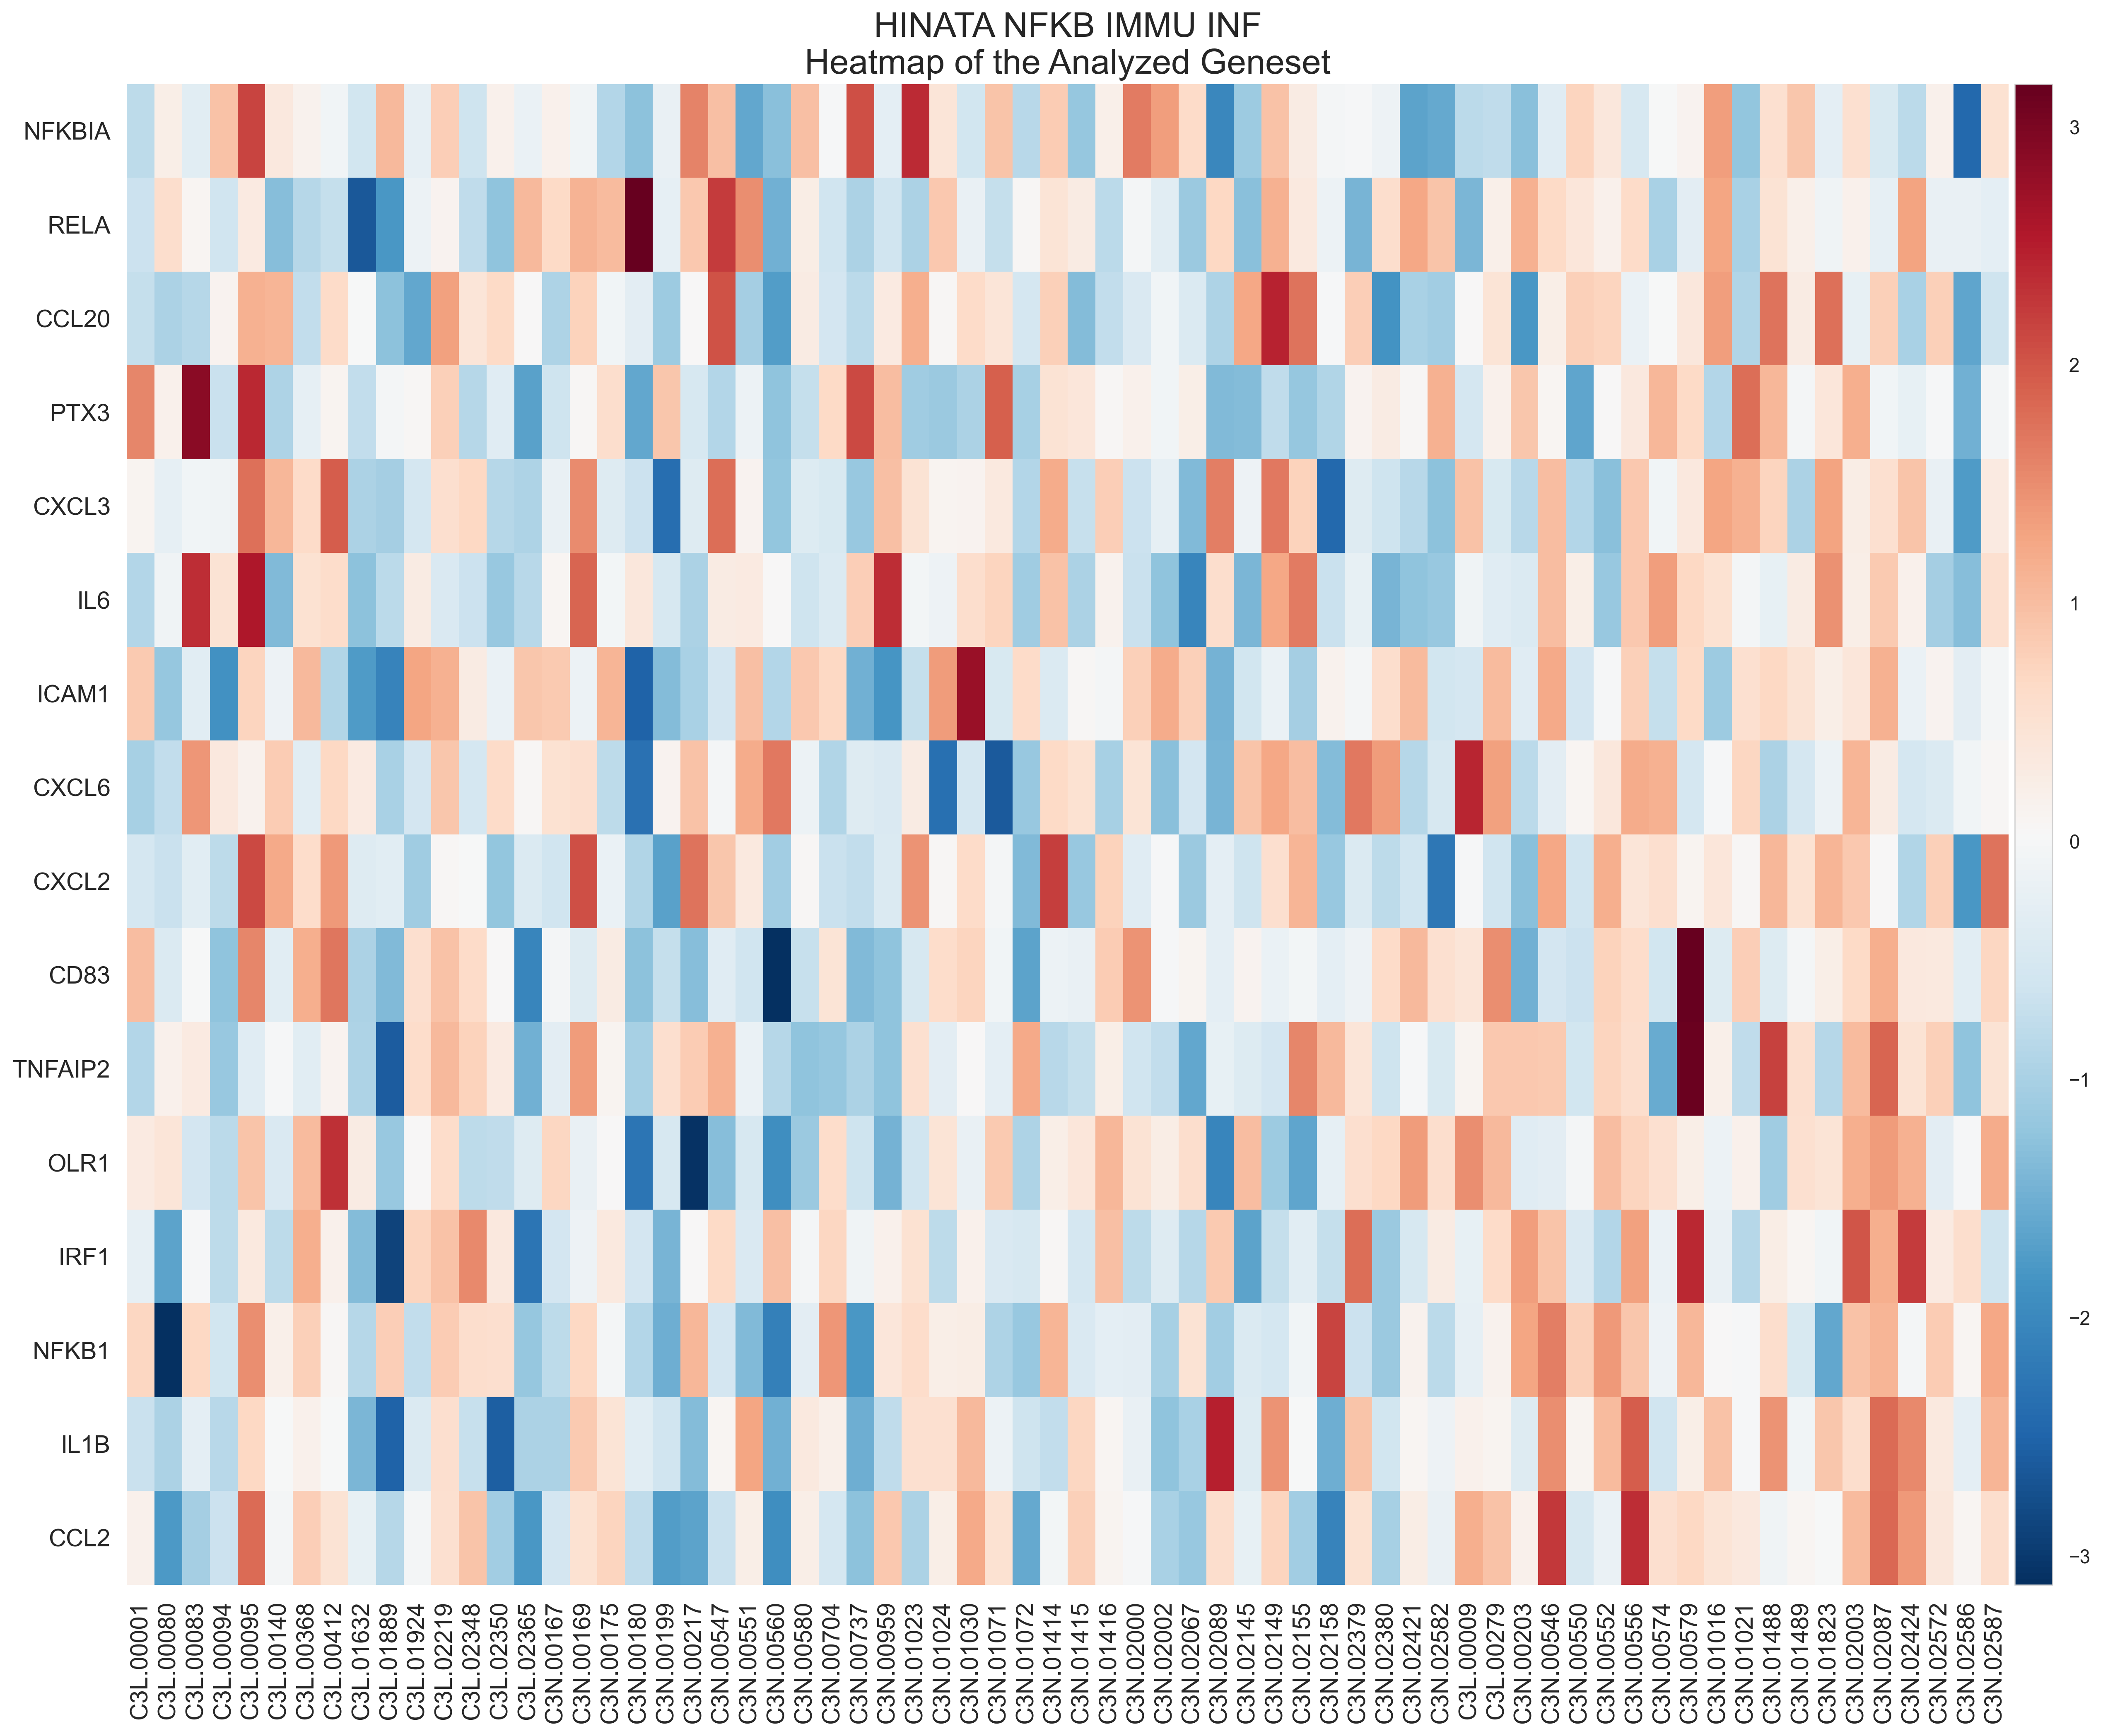 HINATA NFKB IMMU INF
Heatmap of the Analyzed Geneset
NFKBIA
RELA
CCL20
PTX3
CXCL3
IL6
ICAM1
CXCL6
CXCL2
CD83
TNFAIP2
OLR1
IRF1
NFKB1
IL1B
CCL2
3
2
1
0
−1
−2
−3
C3L.00001
C3L.00080
C3L.00083
C3L.00094
C3L.00095
C3L.00140
C3L.00368
C3L.00412
C3L.01632
C3L.01889
C3L.01924
C3L.02219
C3L.02348
C3L.02350
C3L.02365
C3N.00167
C3N.00169
C3N.00175
C3N.00180
C3N.00199
C3N.00217
C3N.00547
C3N.00551
C3N.00560
C3N.00580
C3N.00704
C3N.00737
C3N.00959
C3N.01023
C3N.01024
C3N.01030
C3N.01071
C3N.01072
C3N.01414
C3N.01415
C3N.01416
C3N.02000
C3N.02002
C3N.02067
C3N.02089
C3N.02145
C3N.02149
C3N.02155
C3N.02158
C3N.02379
C3N.02380
C3N.02421
C3N.02582
C3L.00009
C3L.00279
C3N.00203
C3N.00546
C3N.00550
C3N.00552
C3N.00556
C3N.00574
C3N.00579
C3N.01016
C3N.01021
C3N.01488
C3N.01489
C3N.01823
C3N.02003
C3N.02087
C3N.02424
C3N.02572
C3N.02586
C3N.02587